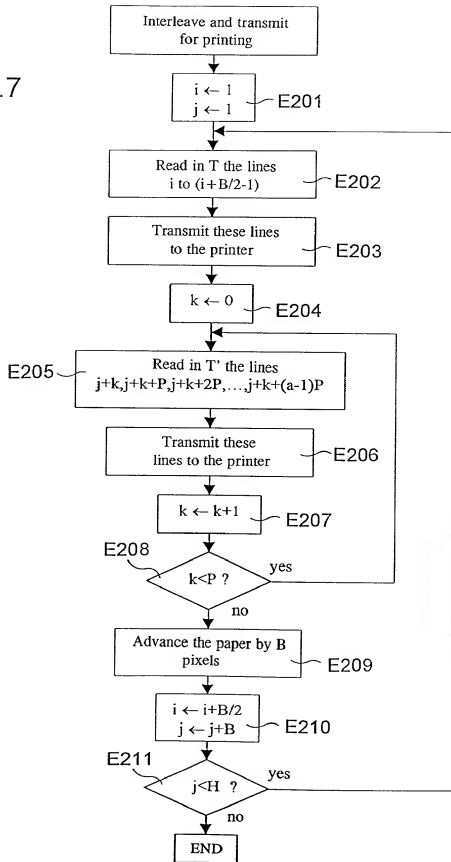 Interleave and transmit
for printing
.7
i ← 1
j ← 1
E201
Read in T the lines
i to (i+B/2-1)
E202
Transmit these lines
to the printer
E203
k ← 0
E204
E205
Read in T' the lines
j+k,j+k+P,j+k+2P,...,j+k+(a-1)P
Transmit these
lines to the printer
E206
k ← k+1
E207
E208
k<P ?
yes
no
Advance the paper by B
pixels
E209
i ← i+B/2
j ← j+B
E210
E211
j<H ?
yes
no
END